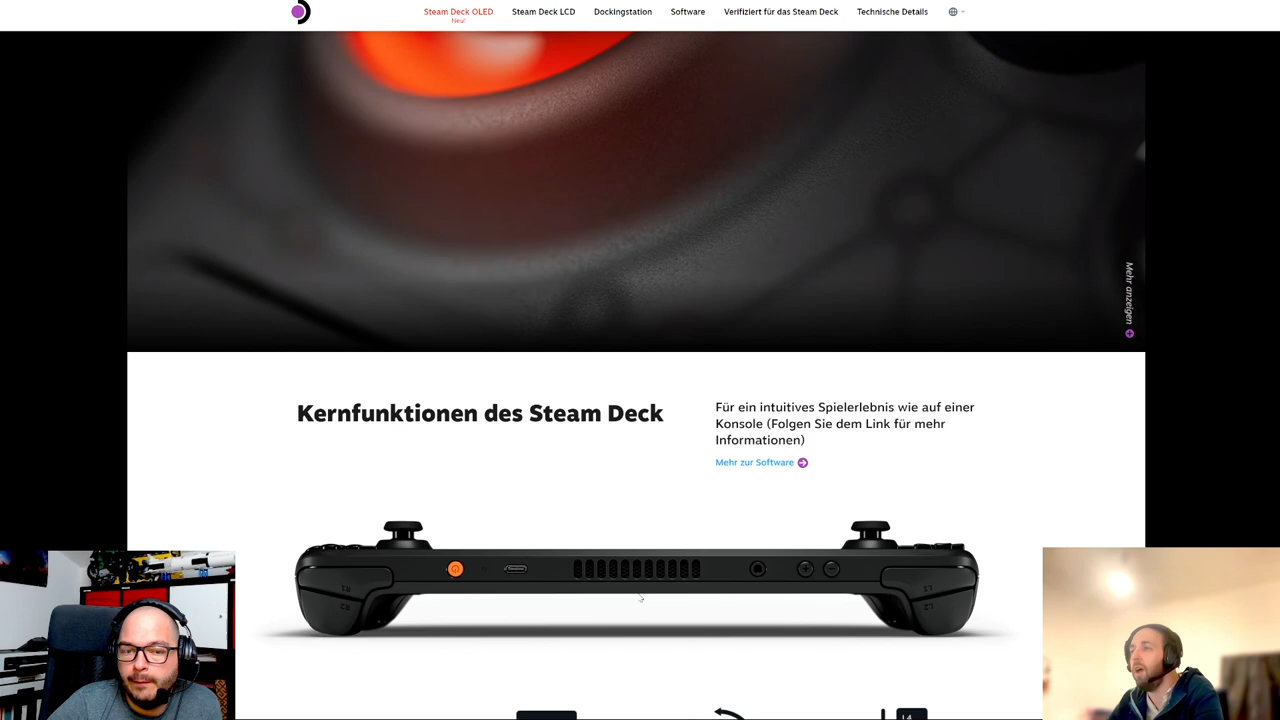 Steam Deck OLED
Neu!
Steam Deck LCD
Dockingstation
Software
Verifiziert für das Steam Deck
Technische Details
Mehr anzeigen
Kernfunktionen des Steam Deck
Für ein intuitives Spielerlebnis wie auf einer
Konsole (Folgen Sie dem Link für mehr
Informationen)
Mehr zur Software
L4